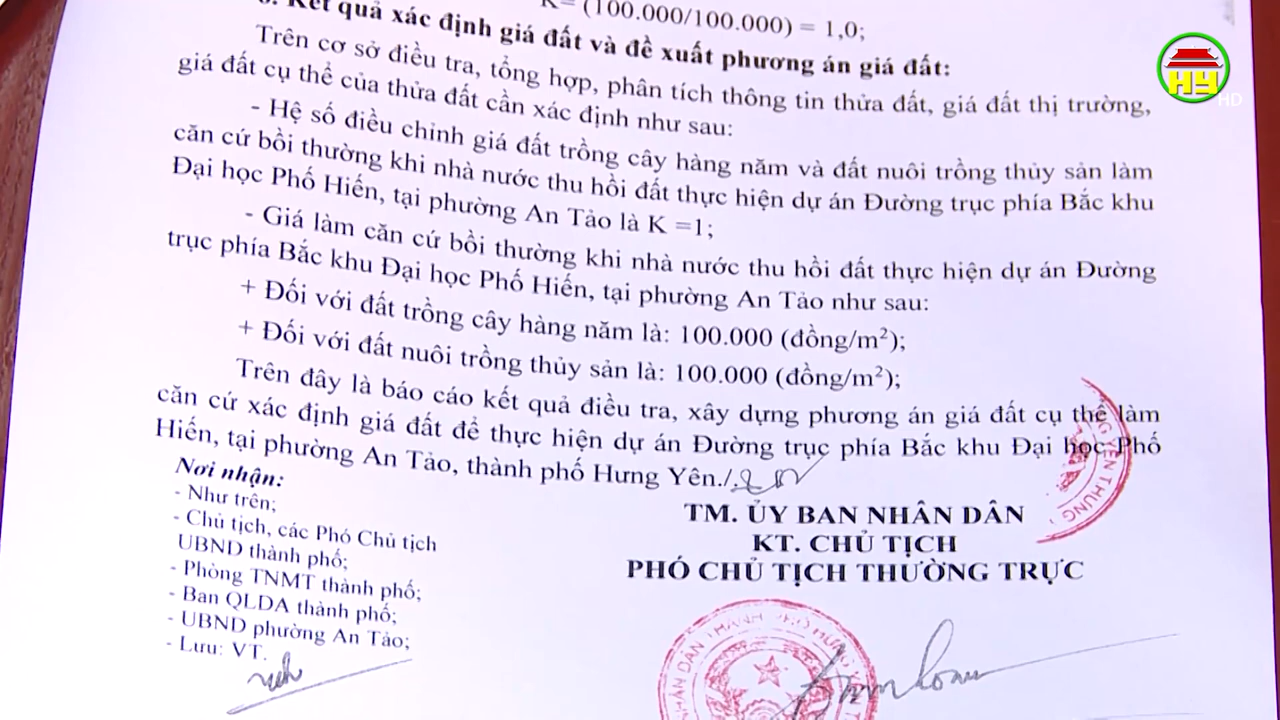 K= (100.000/100.000) = 1,0;
Kết quả xác định giá đất và đề xuất phương án giá đất:
Trên cơ sở điều tra, tổng hợp, phân tích thông tin thửa đất, giá đất thị trường,
giá đất cụ thể của thửa đất cần xác định như sau:
- Hệ số điều chỉnh giá đất trồng cây hàng năm và đất nuôi trồng thủy sản làm
căn cứ bồi thường khi nhà nước thu hồi đất thực hiện dự án Đường trục phía Bắc khu
Đại học Phố Hiến, tại phường An Tảo là K =1;
- Giá làm căn cứ bồi thường khi nhà nước thu hồi đất thực hiện dự án Đường
trục phía Bắc khu Đại học Phố Hiến, tại phường An Tảo như sau:
+ Đối với đất trồng cây hàng năm là: 100.000 (đồng/m²);
+ Đối với đất nuôi trồng thủy sản là: 100.000 (đồng/m²);
Trên đây là báo cáo kết quả điều tra, xây dựng phương án giá đất cụ thể làm
căn cứ xác định giá đất để thực hiện dự án Đường trục phía Bắc khu Đại học Phố
Hiến, tại phường An Tảo, thành phố Hưng Yên./.
Nơi nhận:
- Như trên;
- Chủ tịch, các Phó Chủ tịch
UBND thành phố;
- Phòng TNMT thành phố;
- Ban QLDA thành phố;
- UBND phường An Tảo;
- Lưu: VT.
TM. ỦY BAN NHÂN DÂN
KT. CHỦ TỊCH
PHÓ CHỦ TỊCH THƯỜNG TRỰC
NHÂN DÂN THÀNH PHỐ HƯNG YÊN T
HY HD